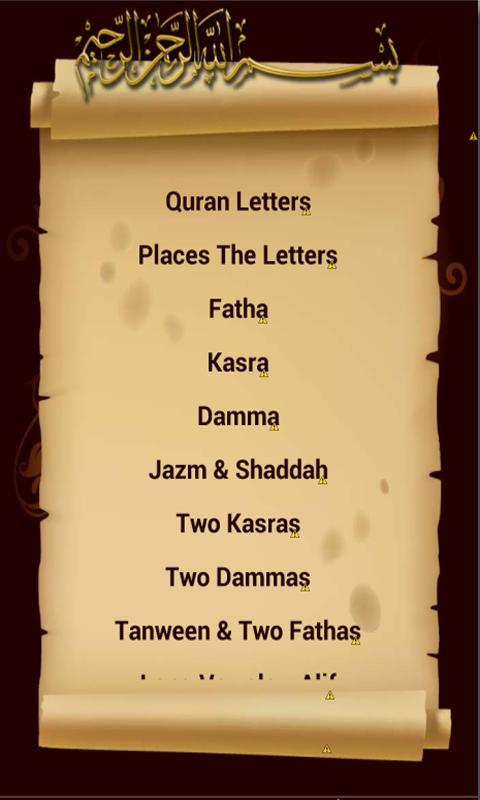 بسم الله الرحمن الرحيم
Quran Letters
Places The Letters
Fatha
Kasra
Damma
Jazm & Shaddah
Two Kasras
Two Dammas
Tanween & Two Fathas